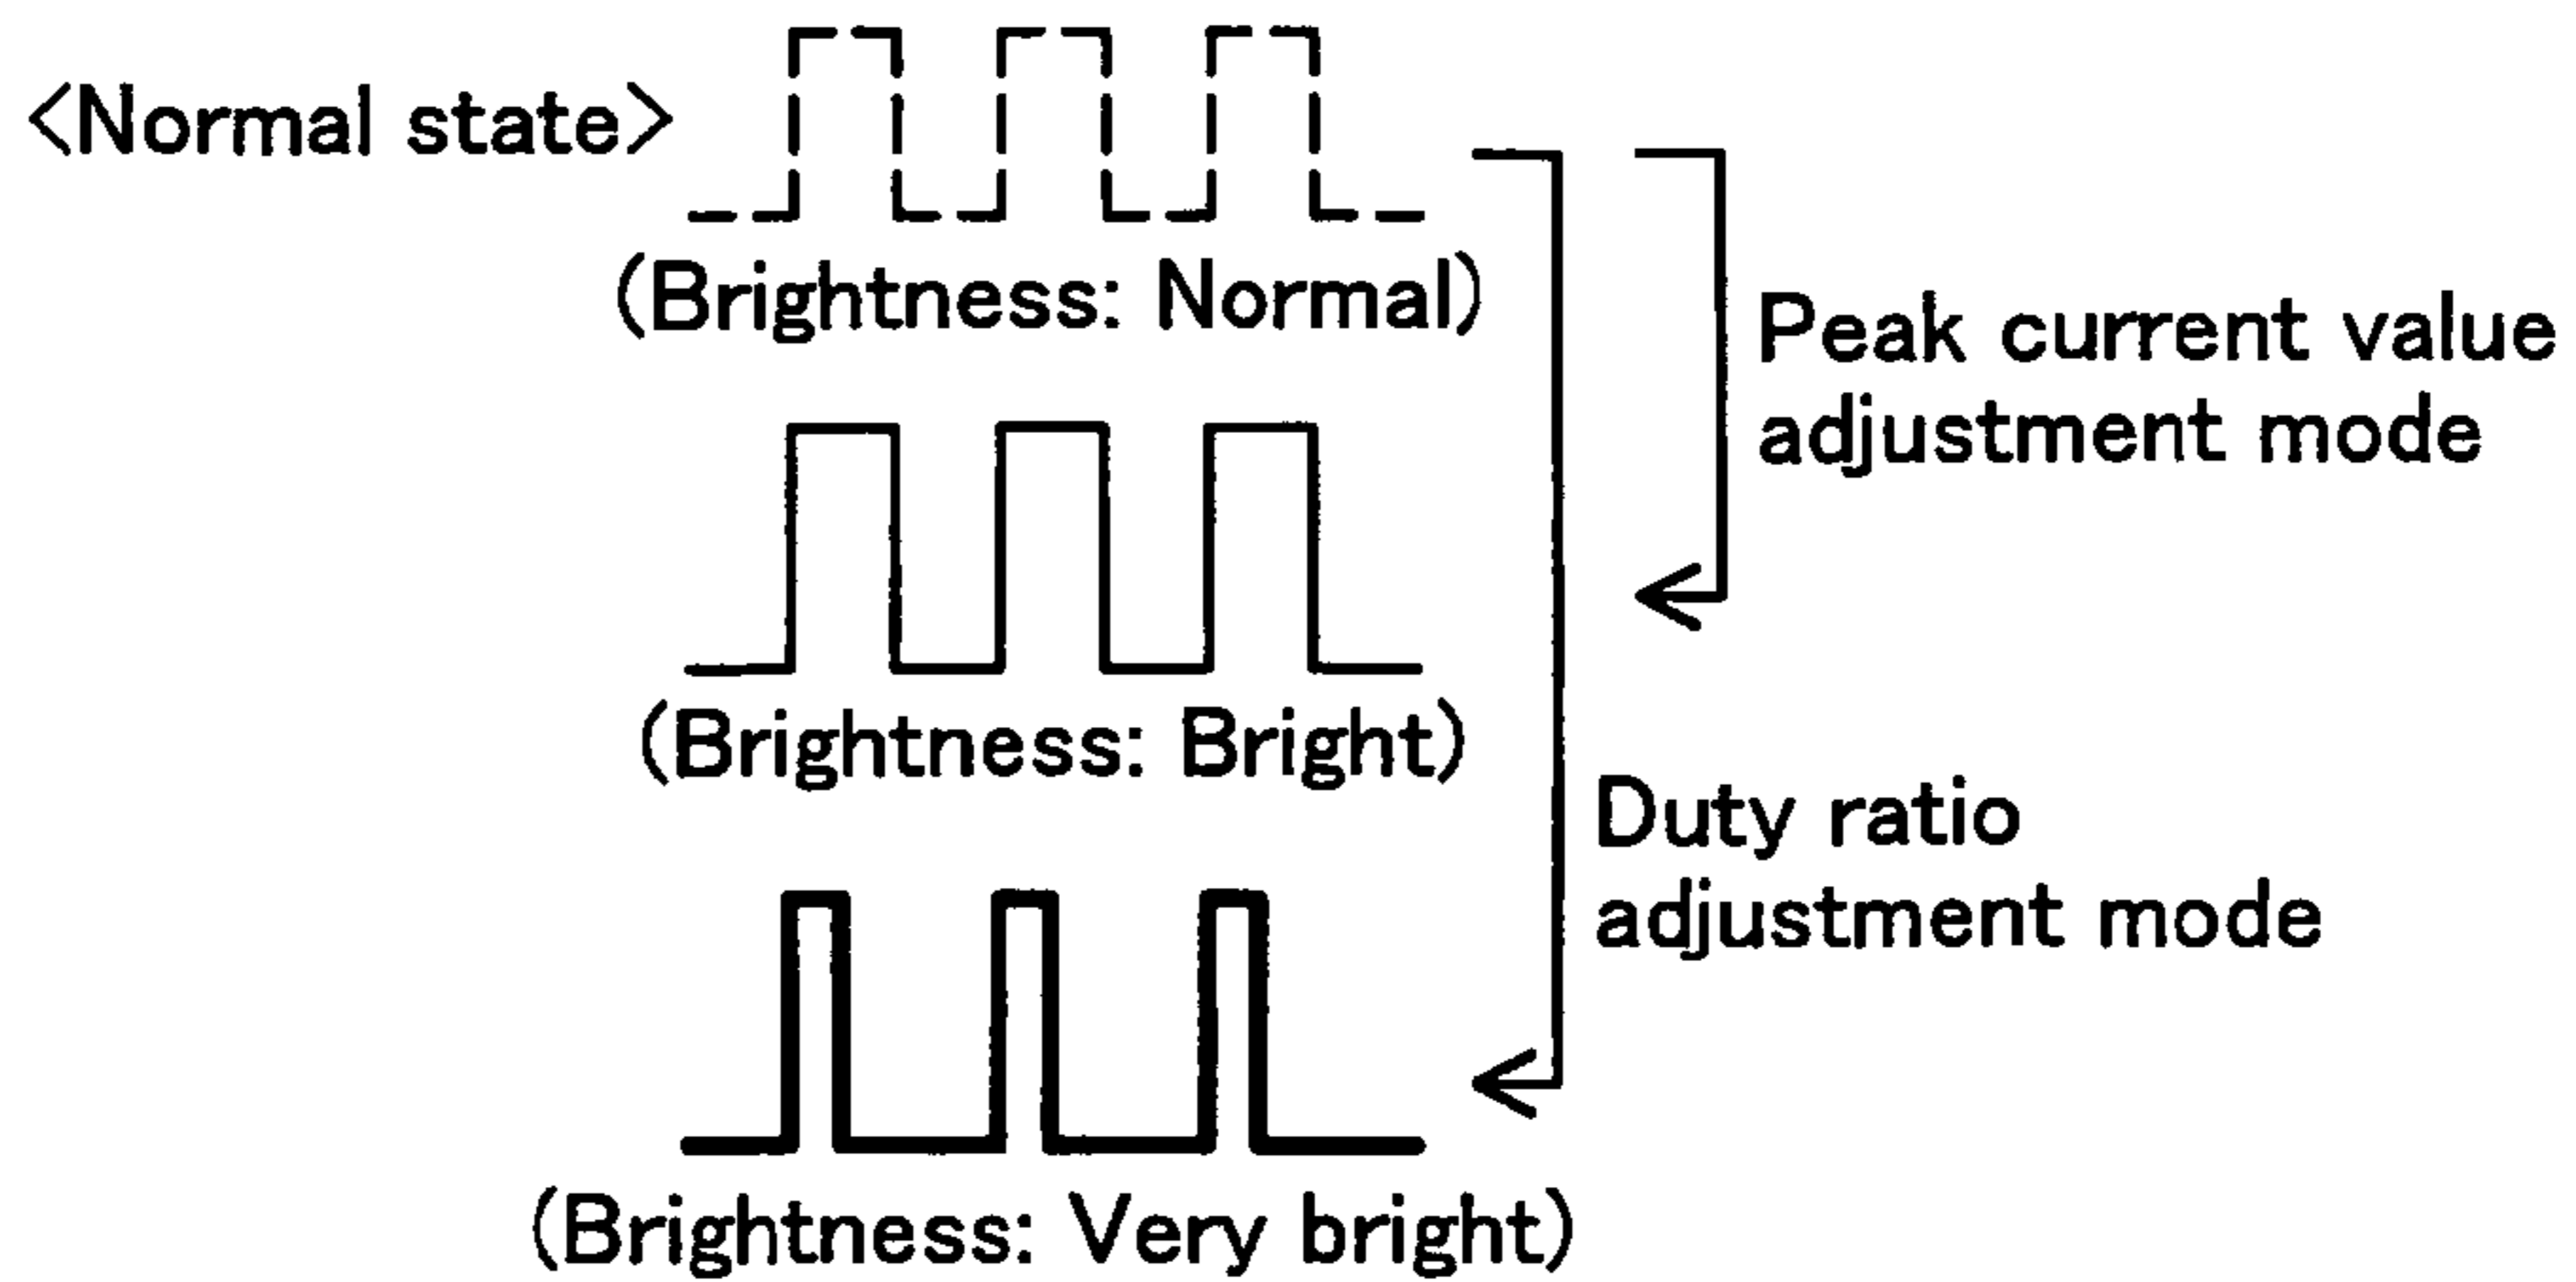 <Normal state>
(Brightness: Normal)
Peak current value
adjustment mode
(Brightness: Bright)
Duty ratio
adjustment mode
(Brightness: Very bright)